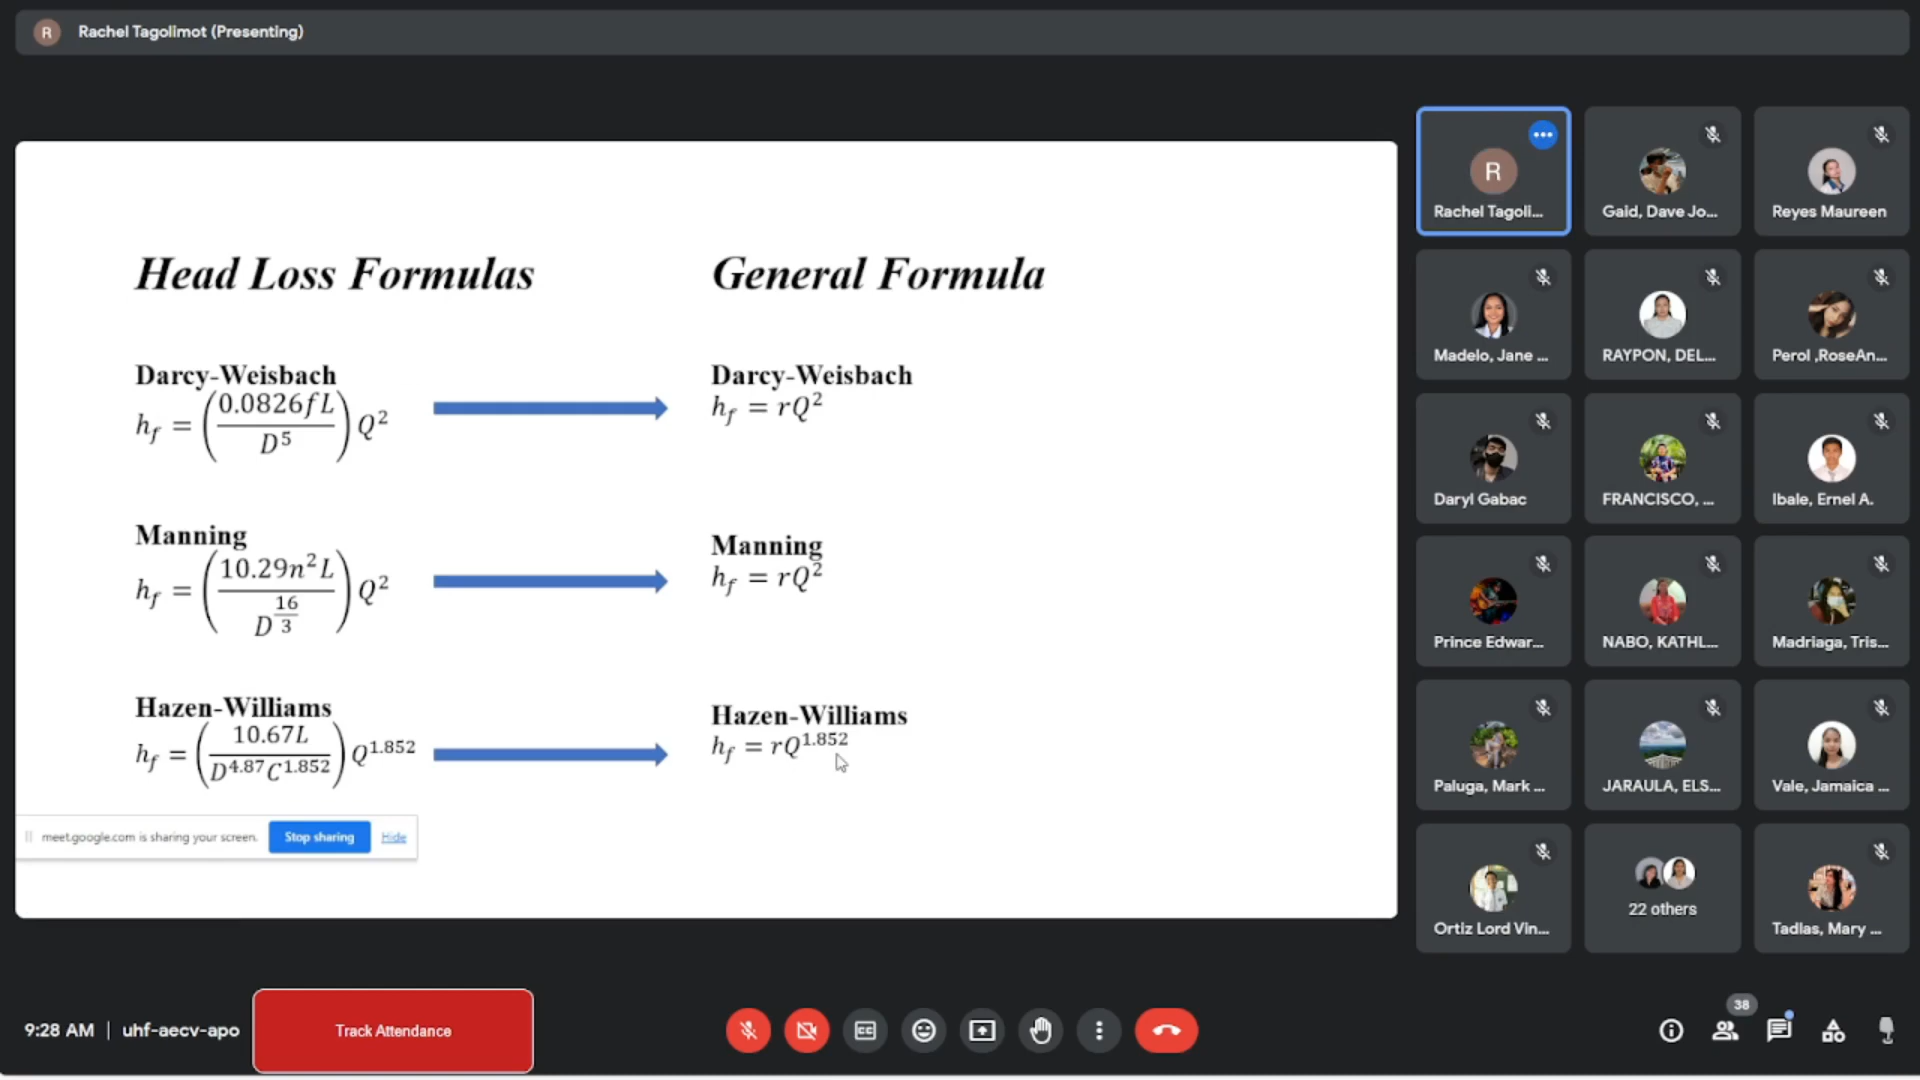 R Rachel Tagolimot (Presenting)
Head Loss Formulas
General Formula
Darcy-Weisbach
h_f = (0.0826fL / D^5) Q^2
Darcy-Weisbach
h_f = rQ^2
Manning
h_f = (10.29n^2L / D^(16/3)) Q^2
Manning
h_f = rQ^2
Hazen-Williams
h_f = (10.67L / D^4.87C^1.852) Q^1.852
Hazen-Williams
h_f = rQ^1.852
meet.google.com is sharing your screen. Stop sharing Hide
R
Rachel Tagoli... Gaid, Dave Jo... Reyes Maureen
Madelo, Jane ... RAYPON, DEL... Perol ,RoseAn...
Daryl Gabac FRANCISCO, ... Ibale, Ernel A.
Prince Edwar... NABO, KATHL... Madriaga, Tris...
Paluga, Mark ... JARAULA, ELS... Vale, Jamaica ...
22 others
Ortiz Lord Vin... Tadlas, Mary ...
9:28 AM | uhf-aecv-apo
Track Attendance
CC
38